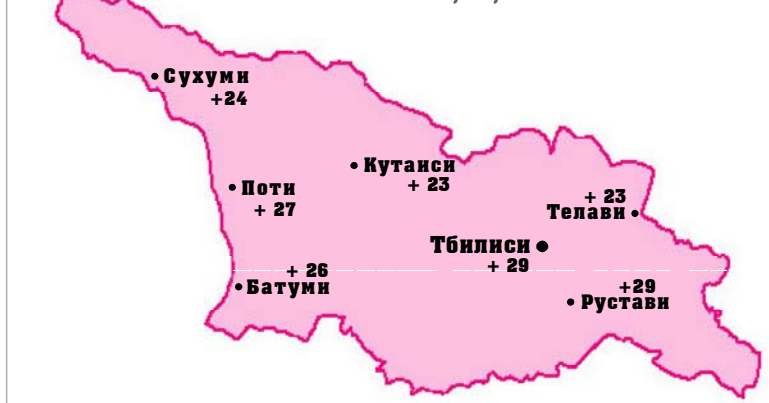 Сухуми
+24
Кутаиси
+ 23
Поти
+ 27
+ 23
Телави
Тбилиси
+ 29
+ 26
Батуми
+29
Рустави